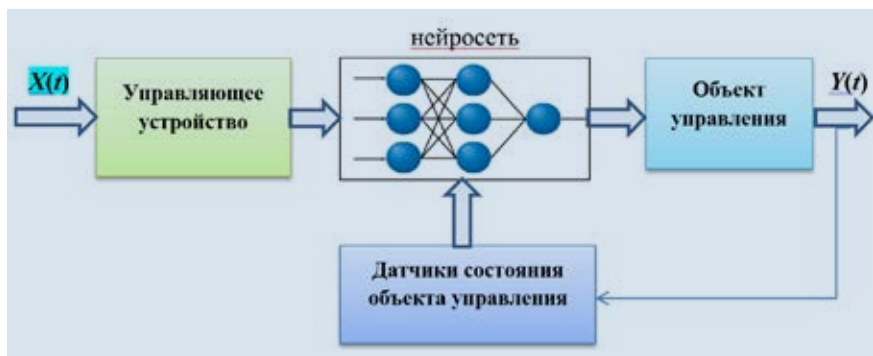 нейросеть
X(t)
Управляющее
устройство
Объект
управления
Y(t)
Датчики состояния
объекта управления